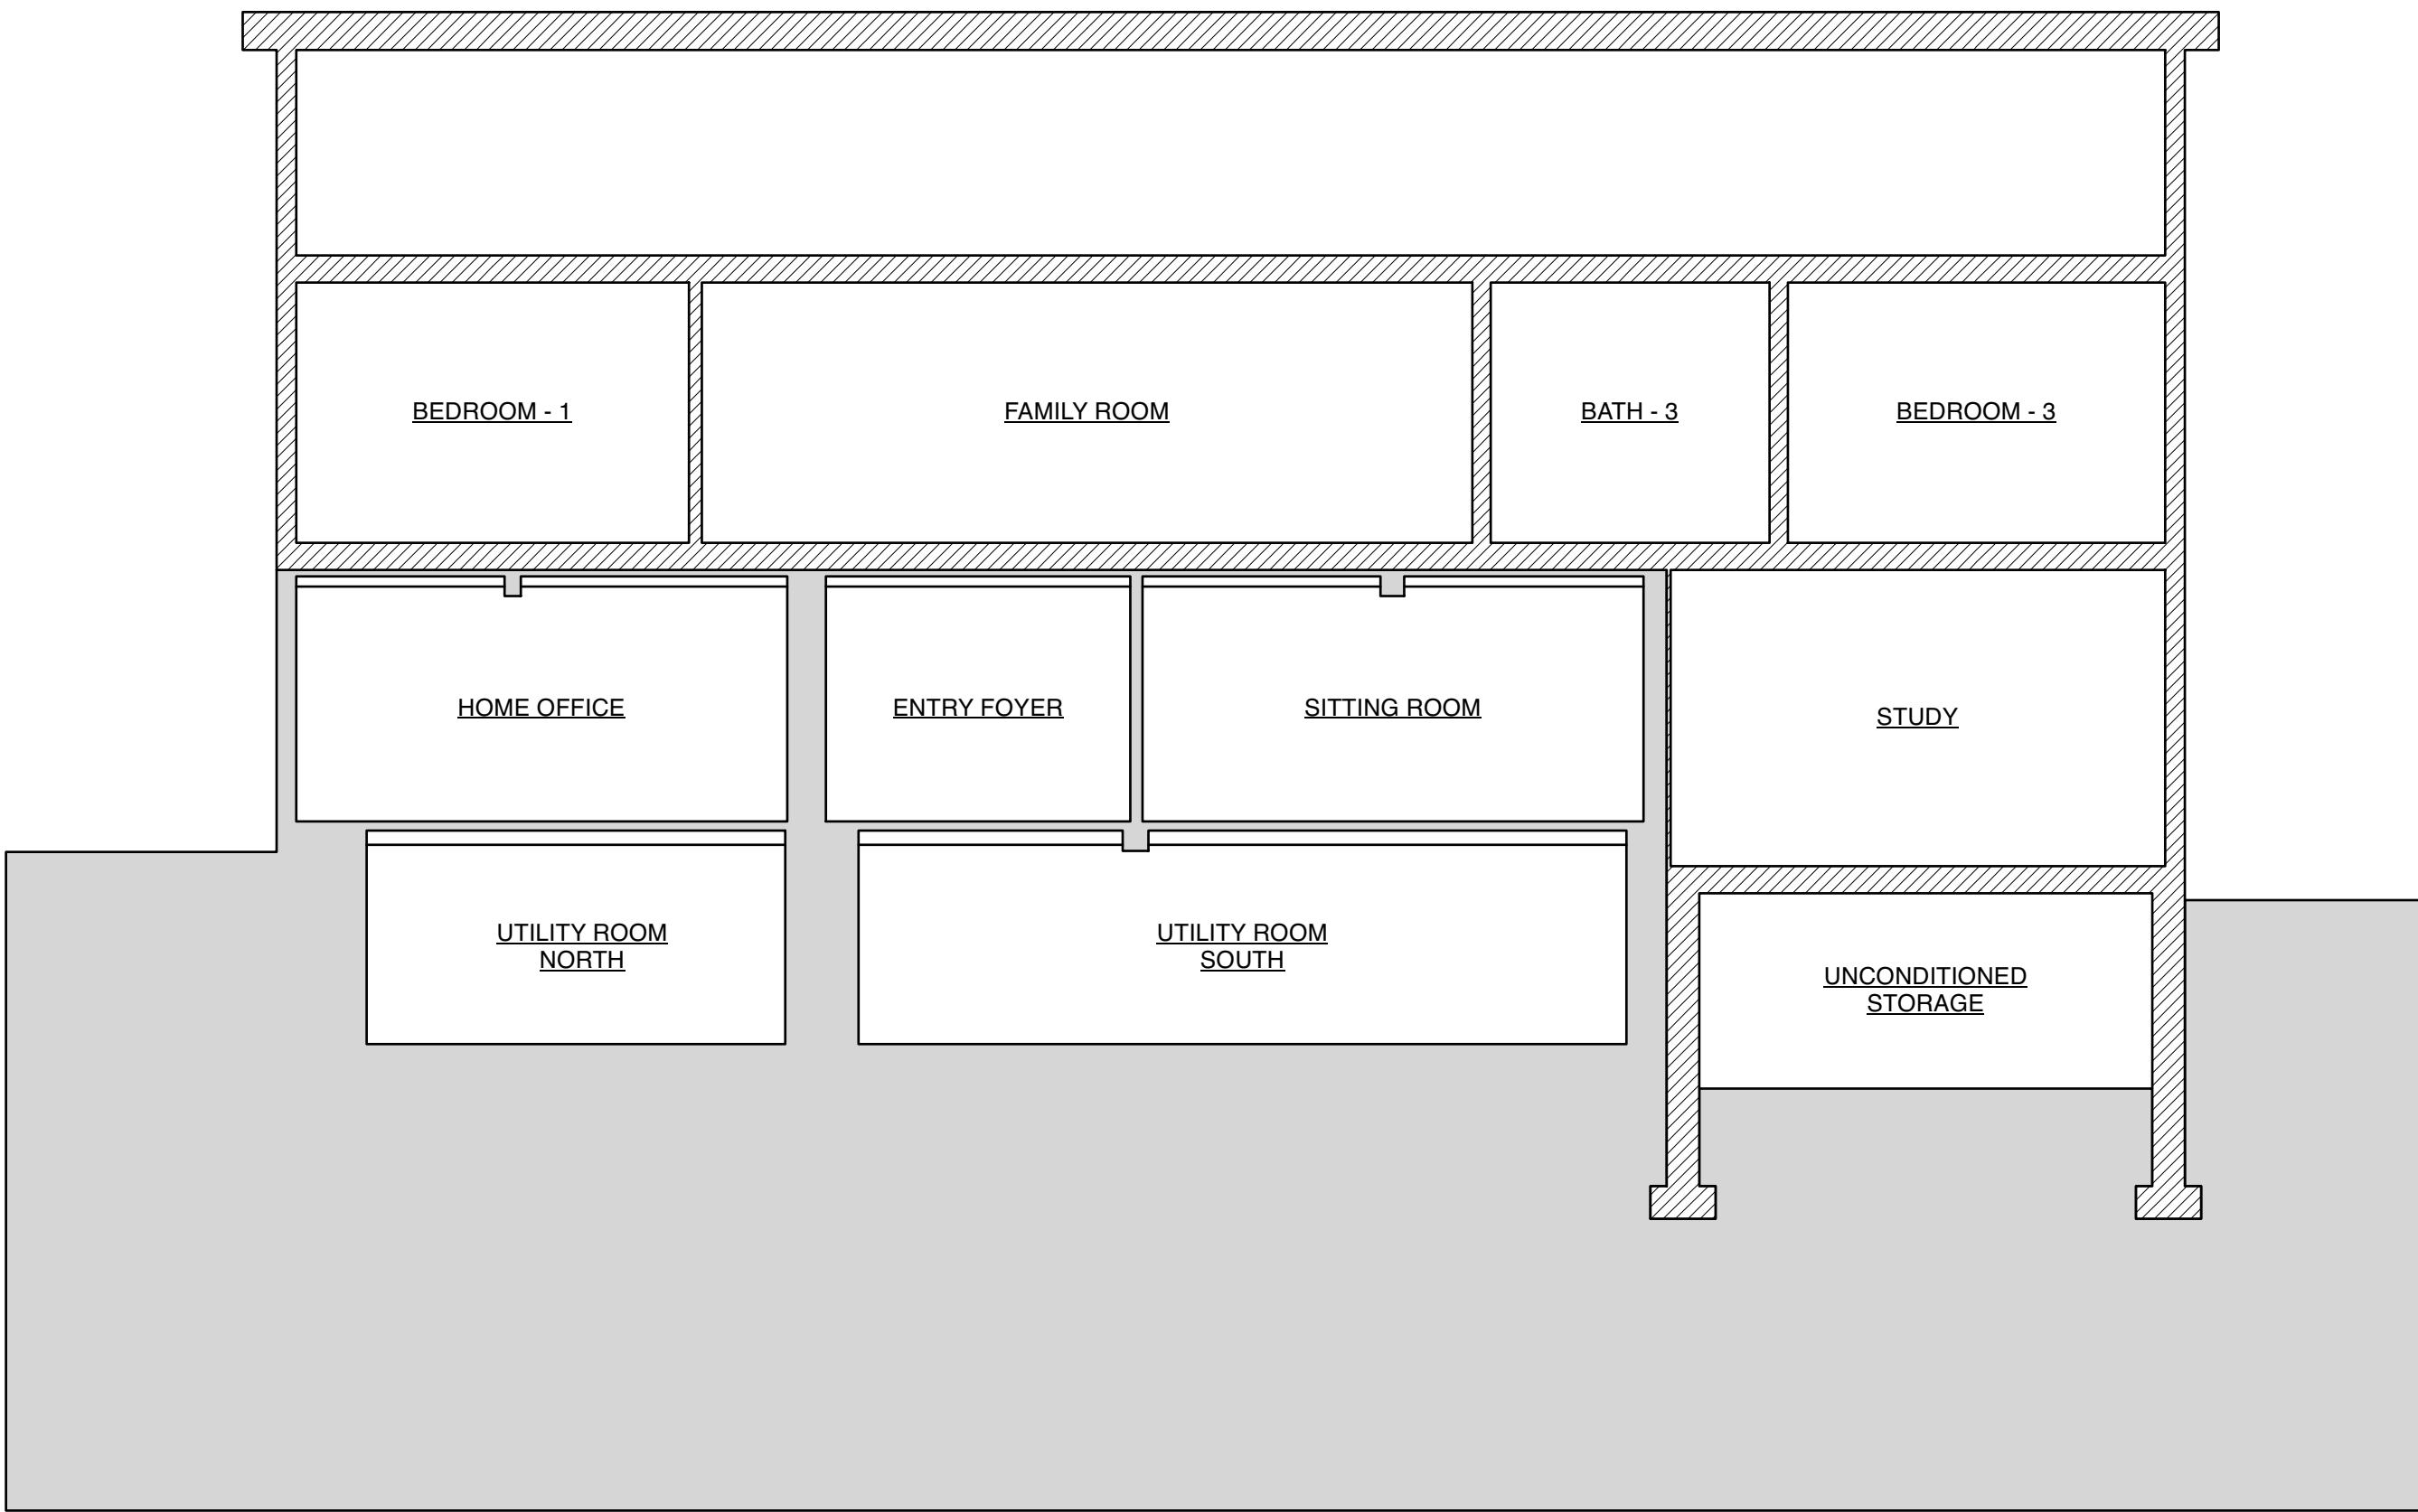 BEDROOM - 1
FAMILY ROOM
BATH - 3
BEDROOM - 3
HOME OFFICE
ENTRY FOYER
SITTING ROOM
STUDY
UTILITY ROOM
NORTH
UTILITY ROOM
SOUTH
UNCONDITIONED
STORAGE